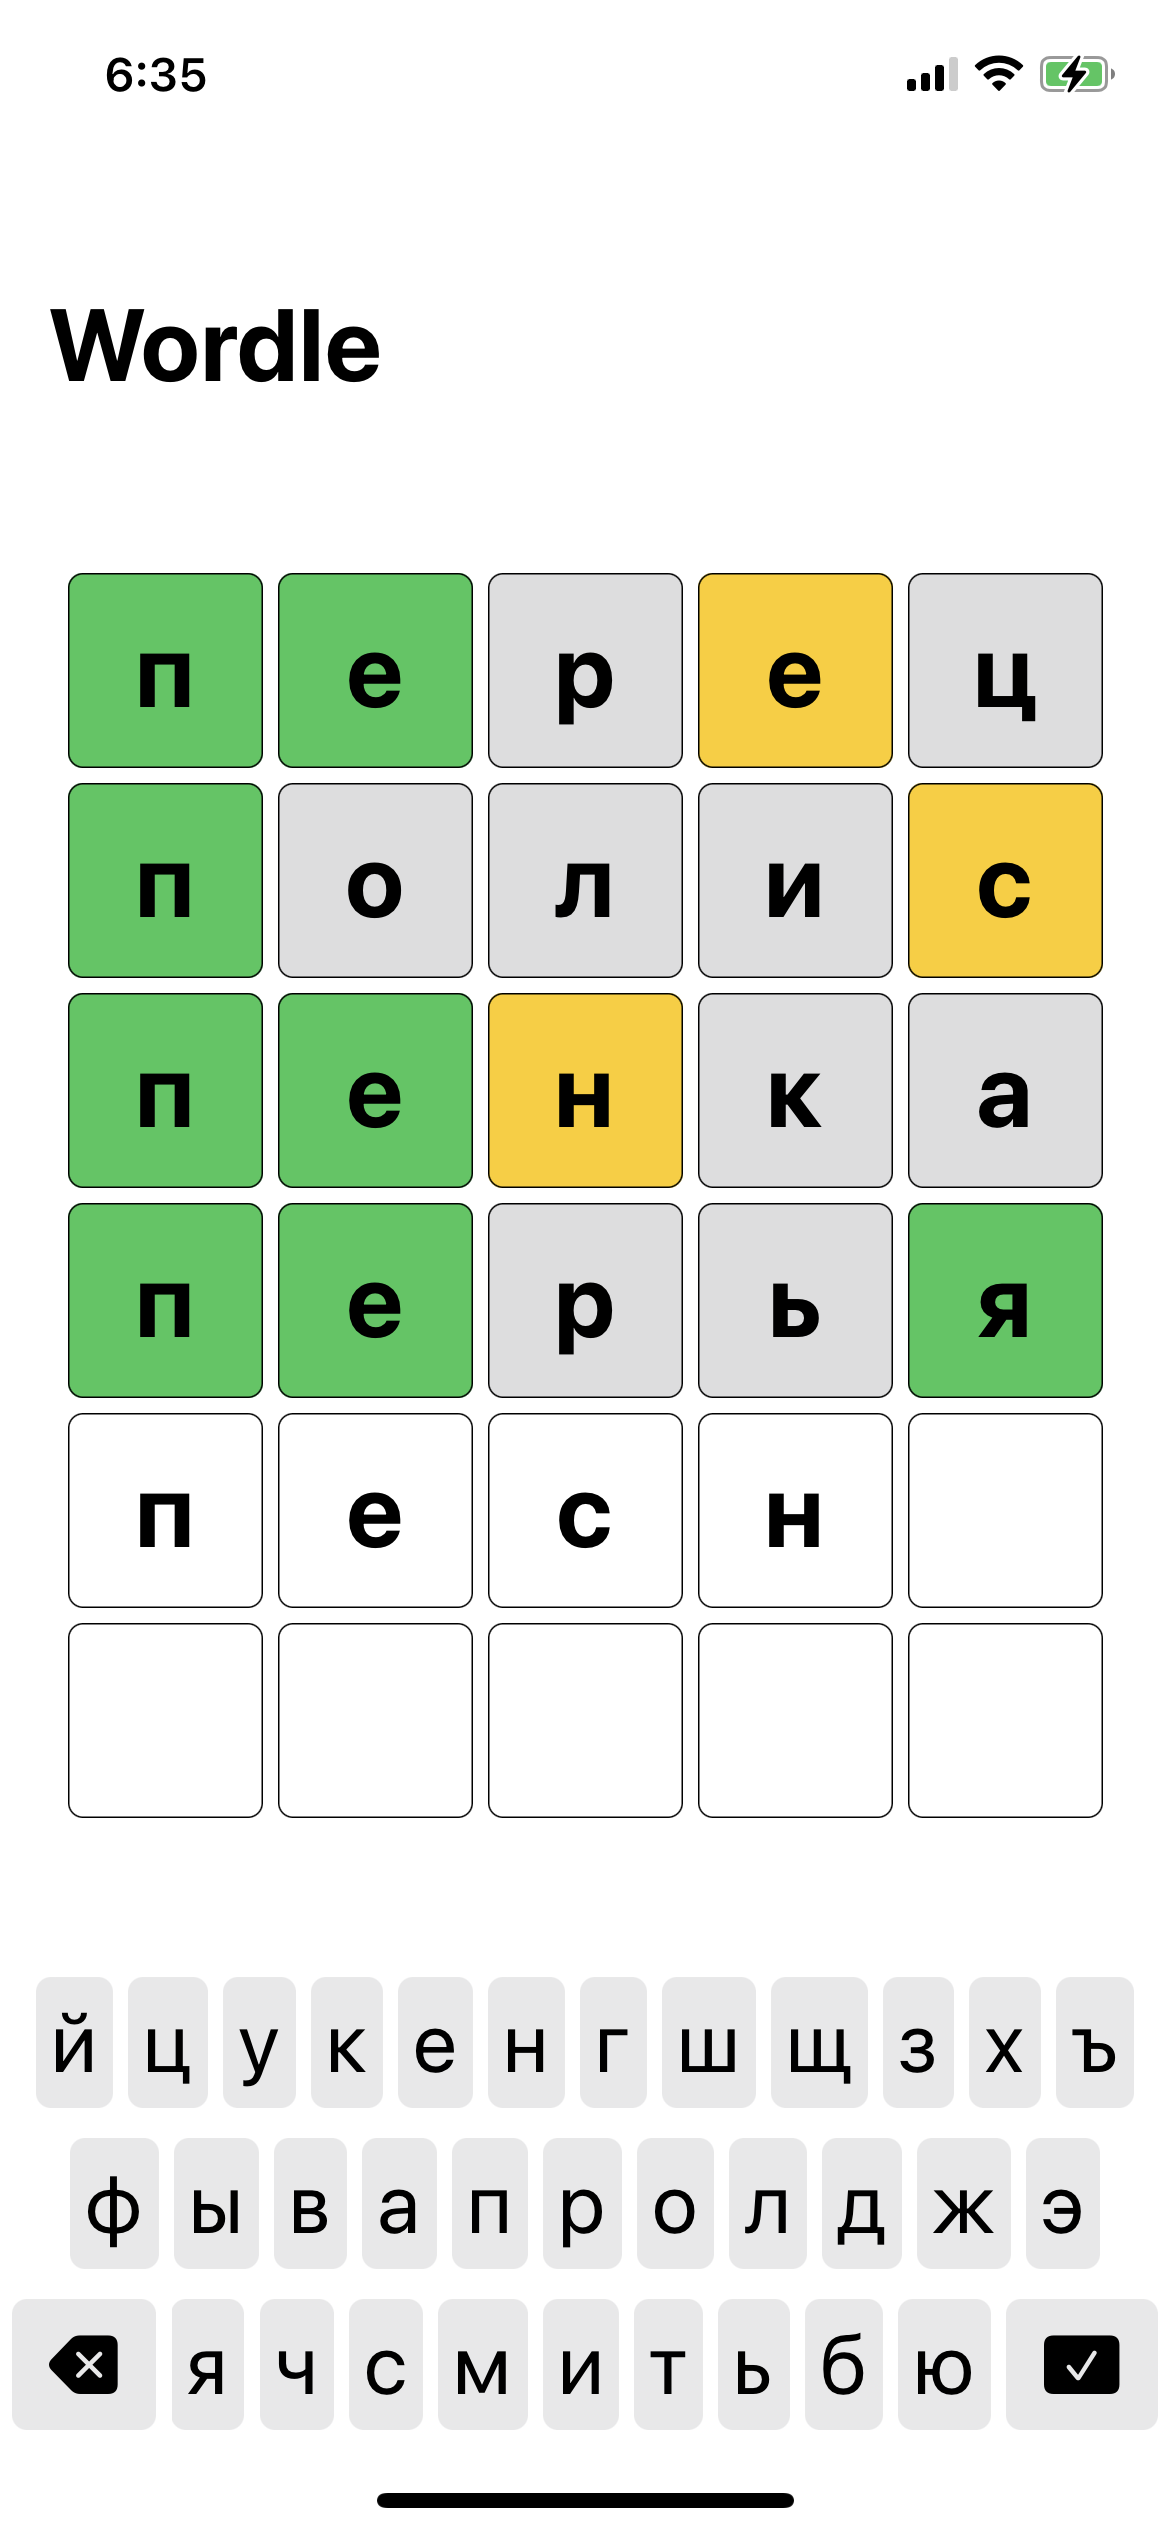 6:35
Wordle
п е р е ц
п о л и с
п е н к а
п е р ь я
п е с н
й ц у к е н г ш щ з х ъ
ф ы в а п р о л д ж э
я ч с м и т ь б ю